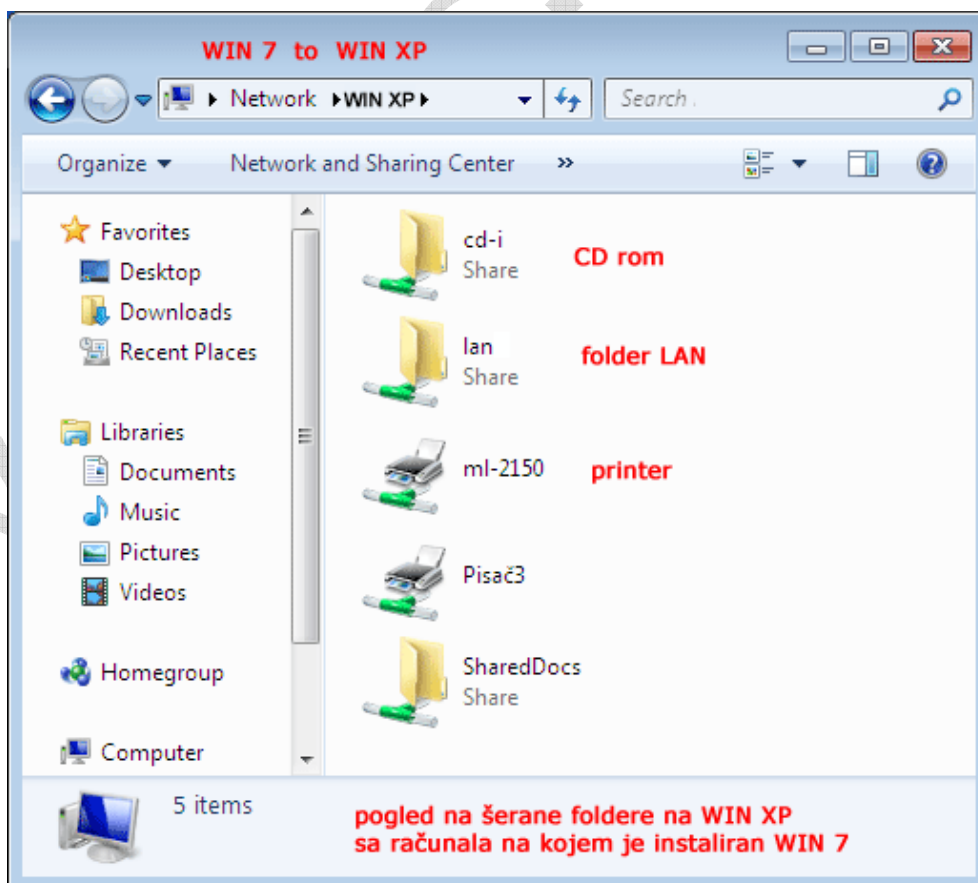 WIN 7 to WIN XP
Network WIN XP
Search
Organize Network and Sharing Center »
Favorites
Desktop
Downloads
Recent Places
Libraries
Documents
Music
Pictures
Videos
Homegroup
Computer
cd-i
Share
CD rom
lan
Share
folder LAN
ml-2150
printer
Pisač3
SharedDocs
Share
5 items
pogled na šerane foldere na WIN XP
sa računala na kojem je instaliran WIN 7